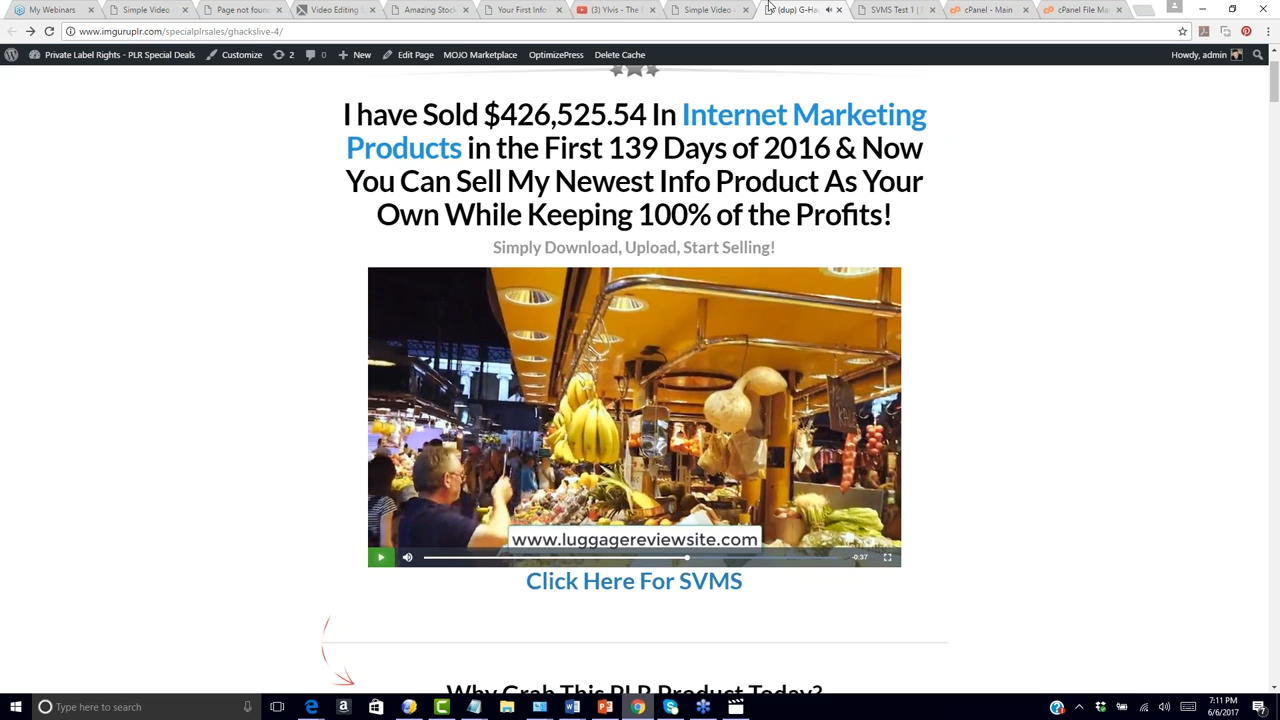 My Webinars
Simple Video
Page not foun
Video Editing
Amazing Stock
Your First Info
(3) Ylvis - The
Simple Video
(dup) G-Ha
SVMS Test 1 |
cPanel - Main
cPanel File Ma
www.imguruplr.com/specialplrsales/ghackslive-4/
Private Label Rights - PLR Special Deals
Customize
2
0
New
Edit Page
MOJO Marketplace
OptimizePress
Delete Cache
Howdy, admin
I have Sold $426,525.54 In Internet Marketing
Products in the First 139 Days of 2016 & Now
You Can Sell My Newest Info Product As Your
Own While Keeping 100% of the Profits!
Simply Download, Upload, Start Selling!
www.luggagereviewsite.com
-0:37
Click Here For SVMS
Why Grab This PLR Product Today?
Type here to search
7:11 PM
6/6/2017